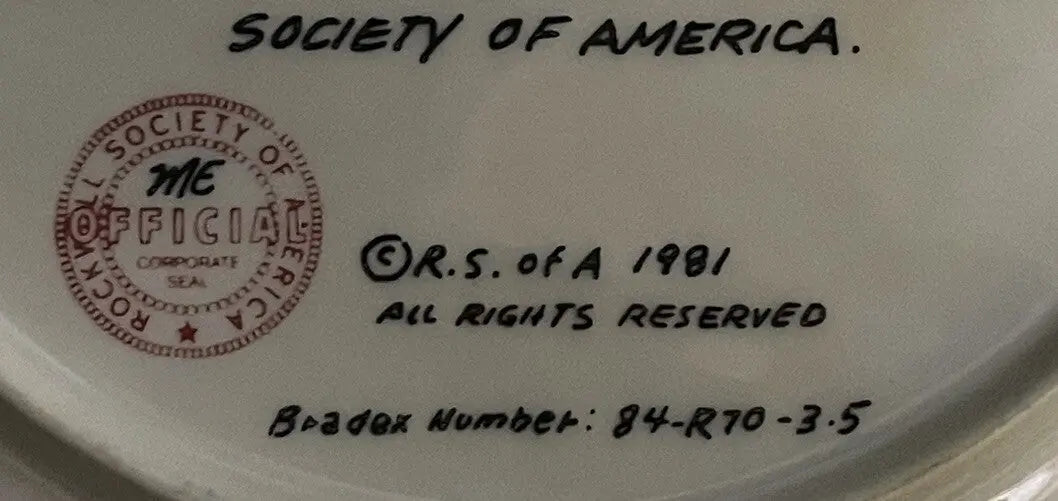 SOCIETY OF AMERICA.
ROCKWELL SOCIETY OF AMERICA
ME
OFFICIAL
CORPORATE
SEAL
©R.S. of A 1981
ALL RIGHTS RESERVED
Bradex Number: 84-R70-3.5